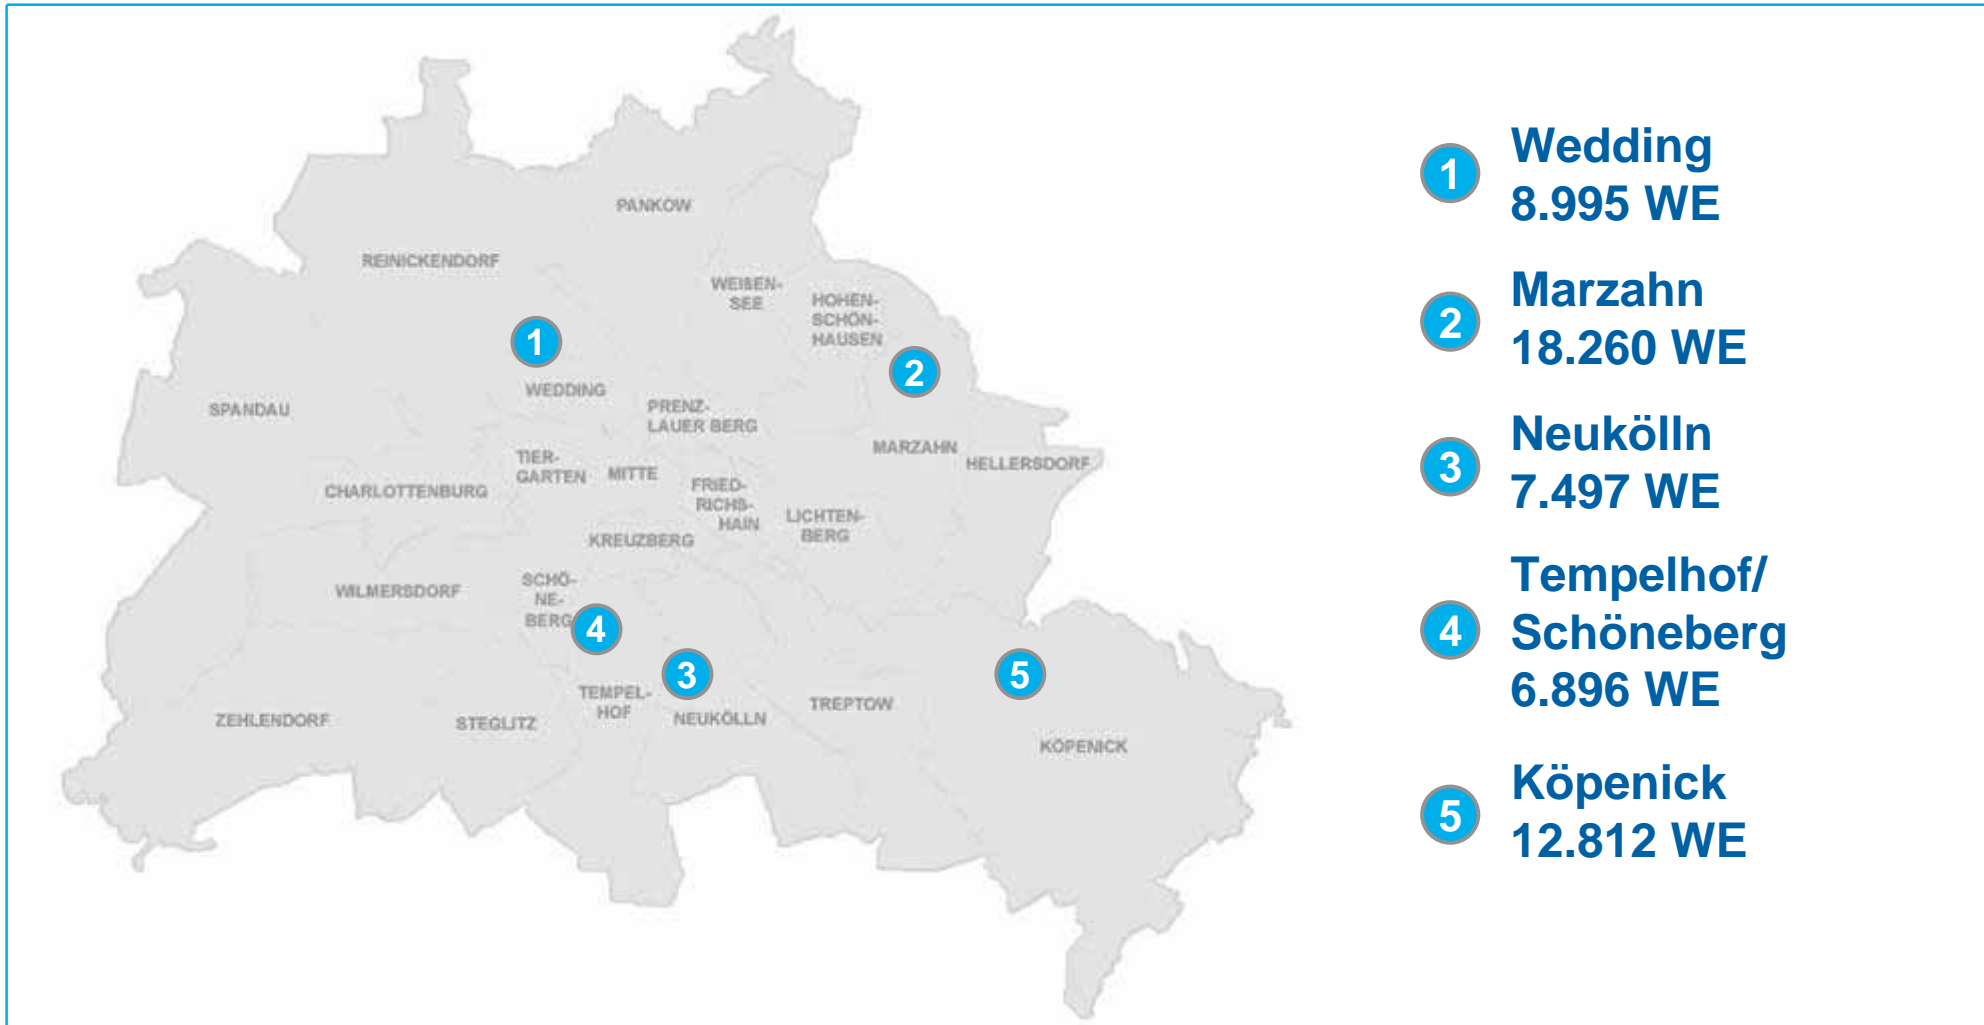 PANKOW
REINICKENDORF
WEIßEN-
SEE
HOHEN-
SCHÖN-
HAUSEN
1
2
WEDDING
SPANDAU
PRENZ-
LAUER BERG
MARZAHN
HELLERSDORF
TIER-
GARTEN
MITTE
CHARLOTTENBURG
FRIED-
RICHS-
HAIN
LICHTEN-
BERG
KREUZBERG
WILMERSDORF
SCHÖ-
NE-
BERG
4
3
5
TEMPEL-
HOF
NEUKÖLLN
TREPTOW
ZEHLENDORF
STEGLITZ
KÖPENICK
1
Wedding
8.995 WE
2
Marzahn
18.260 WE
3
Neukölln
7.497 WE
4
Tempelhof/
Schöneberg
6.896 WE
5
Köpenick
12.812 WE